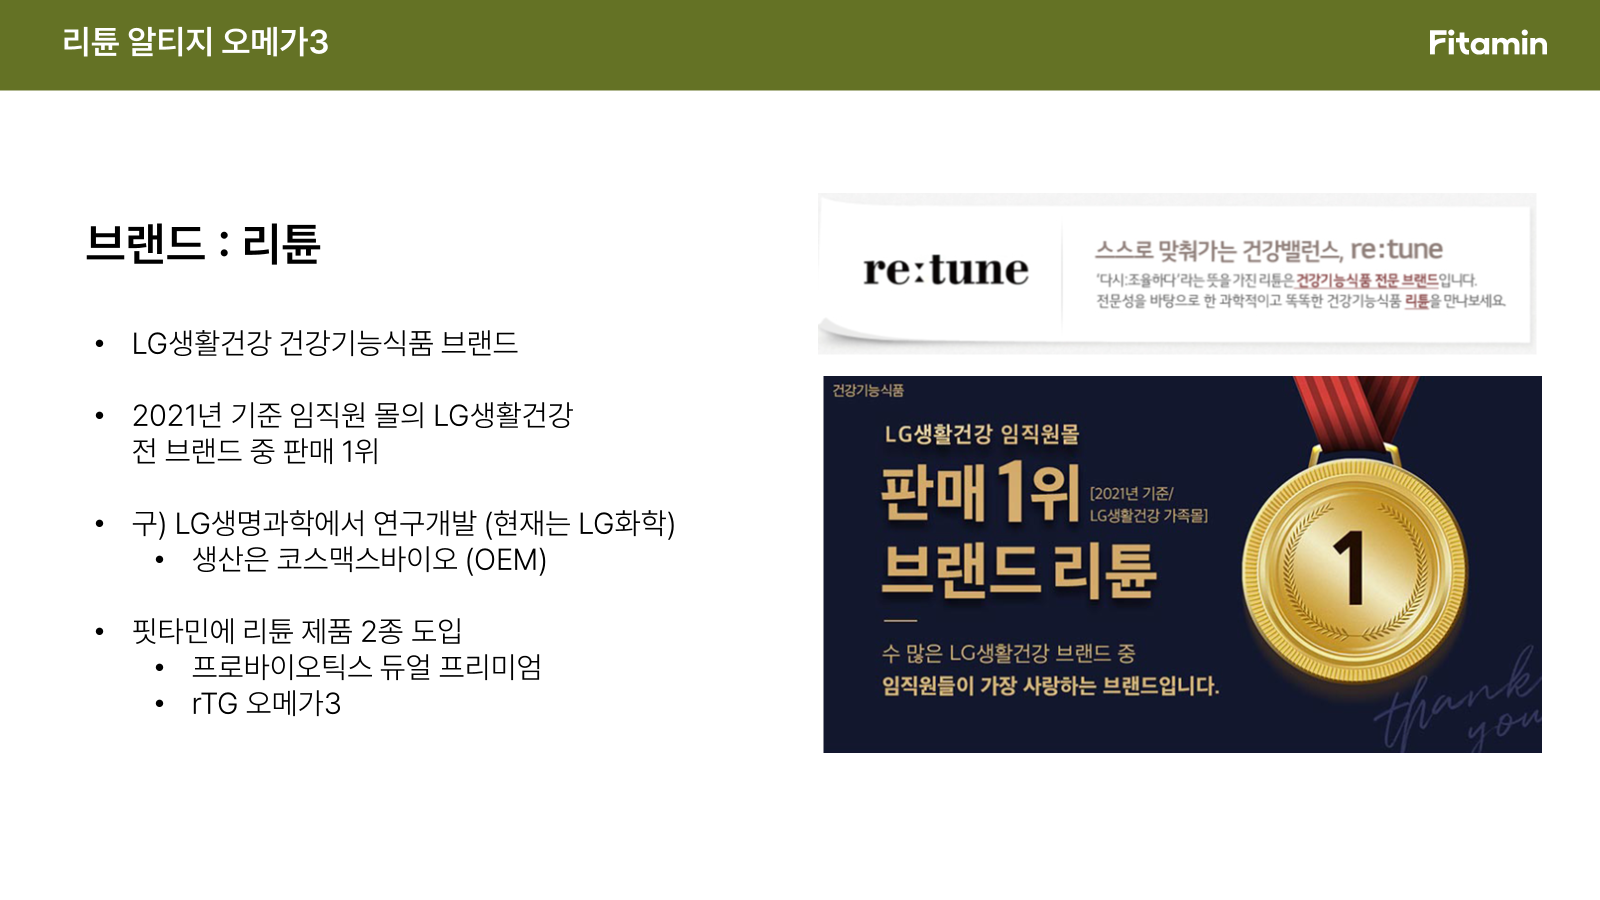 리튠 알티지 오메가3
Fitamin
브랜드 : 리튠
• LG생활건강 건강기능식품 브랜드
• 2021년 기준 임직원 몰의 LG생활건강
전 브랜드 중 판매 1위
• 구) LG생명과학에서 연구개발 (현재는 LG화학)
• 생산은 코스맥스바이오 (OEM)
• 핏타민에 리튠 제품 2종 도입
• 프로바이오틱스 듀얼 프리미엄
• rTG 오메가3
re:tune
스스로 맞춰가는 건강밸런스, re:tune
'다시:조율하다'라는 뜻을 가진 리튠은 건강기능식품 전문 브랜드입니다.
전문성을 바탕으로 한 과학적이고 똑똑한 건강기능식품 리튠을 만나보세요.
건강기능식품
LG생활건강 임직원몰
판매 1위 [2021년 기준/
LG생활건강 가족몰]
브랜드 리튠
수 많은 LG생활건강 브랜드 중
임직원들이 가장 사랑하는 브랜드입니다.
1
thank
you